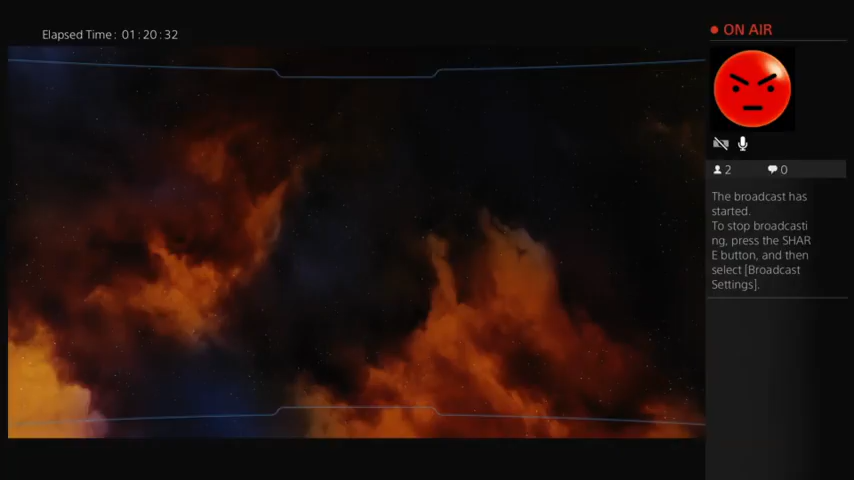 Elapsed Time: 01:20:32
ON AIR
2 0
The broadcast has
started.
To stop broadcasti
ng, press the SHAR
E button, and then
select [Broadcast
Settings].